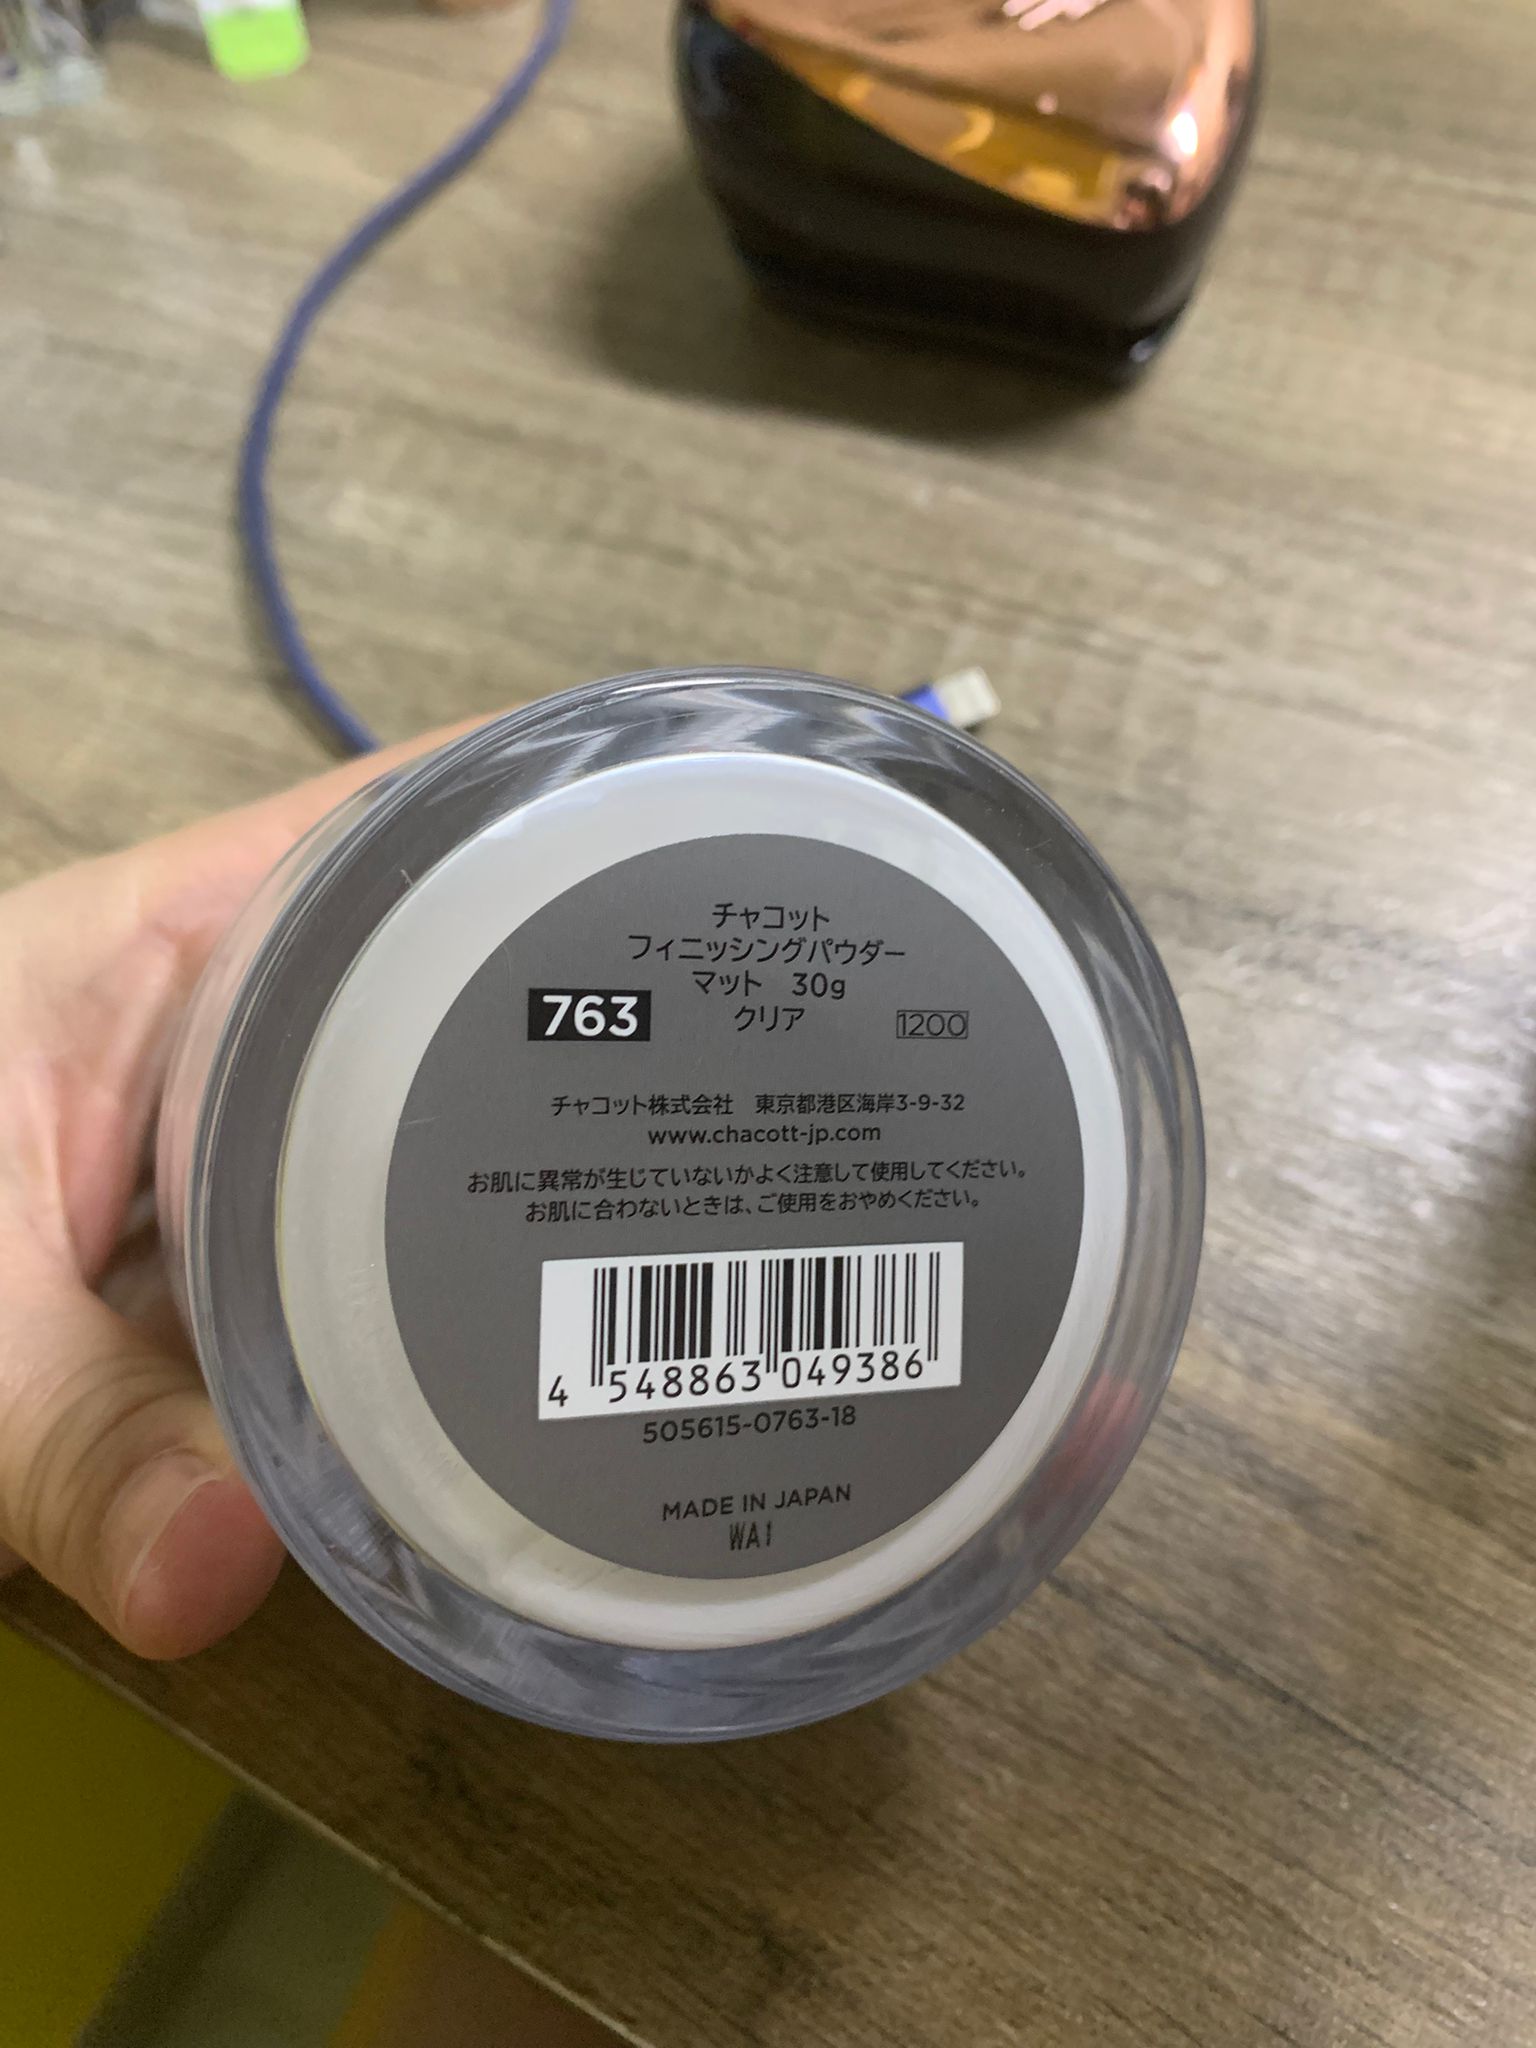 チャコット
フィニッシングパウダー
マット 30g
763 クリア 1200
チャコット株式会社 東京都港区海岸3-9-32
www.chacott-jp.com
お肌に異常が生じていないかよく注意して使用してください。
お肌に合わないときは、ご使用をおやめください。
4 548863 049386
505615-0763-18
MADE IN JAPAN
WA1